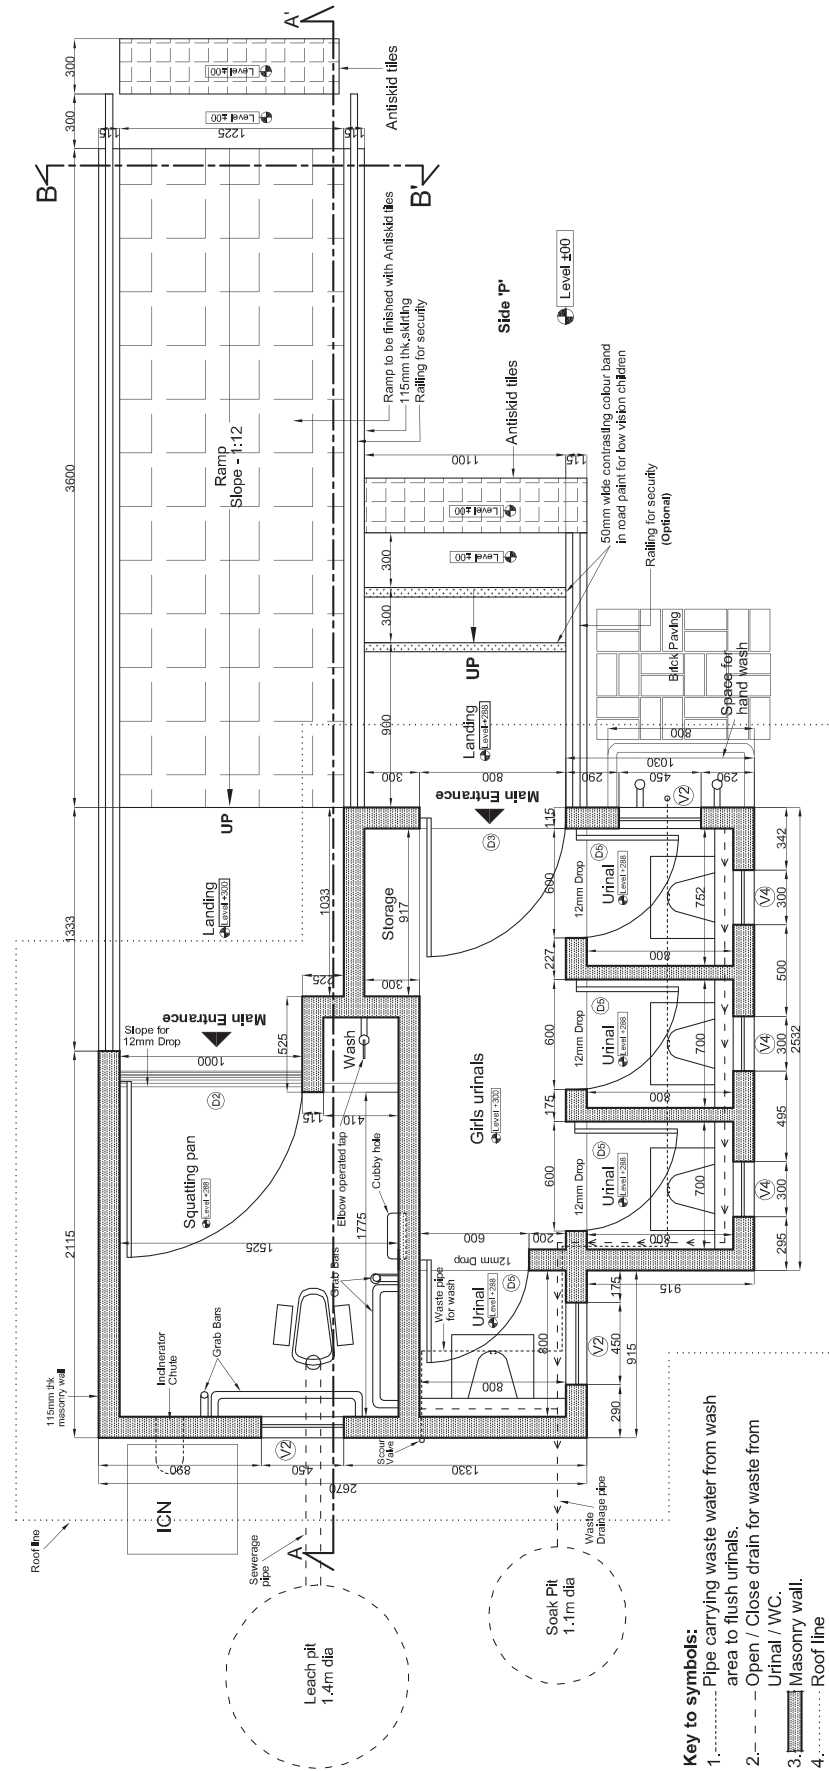 A'
300
Level ±00
Antiskid tiles
300
Level ±00
115
1225
115
B
B'
3600
Ramp
Slope - 1:12
Ramp to be finished with Antiskid tiles
115mm thk.skirting
Railing for security
UP
Side 'P'
Level ±00
Antiskid tiles
1100
115
Level ±00
Level ±00
300
300
900
UP
50mm wide contrasting colour band
in road paint for low vision children
Railing for security
(Optional)
Brick Paving
Space for
hand wash
Landing
Level +288
300
800
Main Entrance
290
450
290
1030
800
V2
1333
Landing
Level +300
1033
Main Entrance
Slope for
12mm Drop
1000
225
525
Storage
917
300
D3
115
600
227
600
175
600
12mm Drop
Urinal
Level +288
D5
752
800
12mm Drop
Urinal
Level +288
D5
700
800
12mm Drop
Urinal
Level +288
D5
700
800
342
V4
300
500
V4
300
495
V4
300
295
2532
915
Girls urinals
Level +300
2115
D2
Squatting pan
Level +288
1525
Wash
115
410
Elbow operated tap
Cubby hole
1775
Grab Bars
Grab Bars
600
200
12mm Drop
Waste pipe
for wash
Urinal
Level +288
D5
800
800
175
450
290
915
V2
115mm thk
masonry wall
Incinerator
Chute
Scour
Valve
890
V2
450
1330
2670
ICN
Roof line
Sewerage
pipe
A
Waste
Drainage pipe
Leach pit
1.4m dia
Soak Pit
1.1m dia
Key to symbols:
1. Pipe carrying waste water from wash
area to flush urinals.
2. Open / Close drain for waste from
Urinal / WC.
3. Masonry wall.
4. Roof line